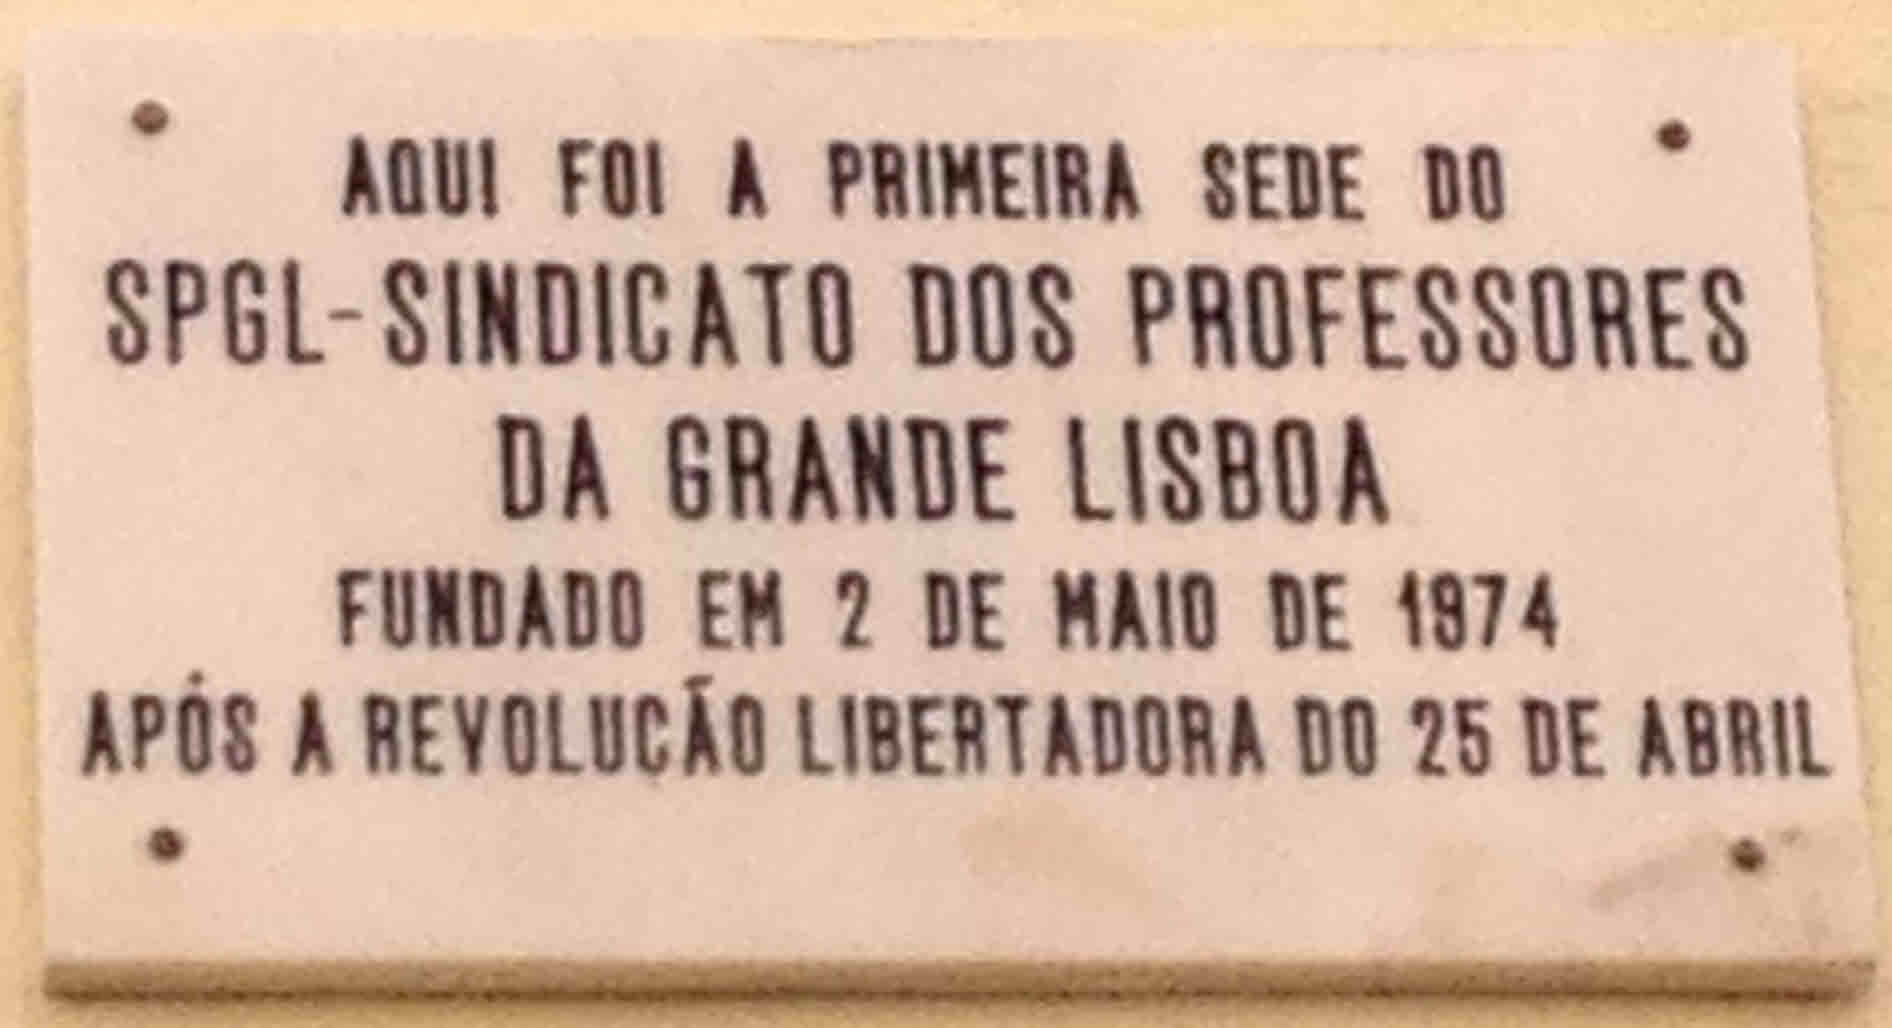 AQUI FOI A PRIMEIRA SEDE DO
SPGL-SINDICATO DOS PROFESSORES
DA GRANDE LISBOA
FUNDADO EM 2 DE MAIO DE 1974
APÓS A REVOLUÇÃO LIBERTADORA DO 25 DE ABRIL